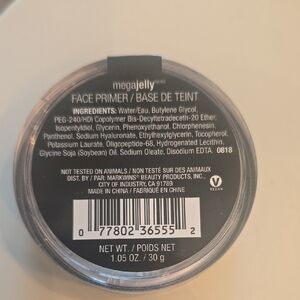 megajelly
FACE PRIMER / BASE DE TEINT
INGREDIENTS: Water/Eau, Butylene Glycol,
PEG-240/HDI Copolymer Bis-Decyltetradeceth-20 Ether,
Isopentyldiol, Glycerin, Phenoxyethanol, Chlorphenesin,
Panthenol, Sodium Hyaluronate, Ethylhexylglycerin, Tocopherol,
Potassium Laurate, Oligopeptide-68, Hydrogenated Lecithin,
Glycine Soja (Soybean) Oil, Sodium Oleate, Disodium EDTA. 0818
NOT TESTED ON ANIMALS / NON TESTÉ SUR DES ANIMAUX
DIST. BY / PAR: MARKWINS® BEAUTY PRODUCTS, INC.,
CITY OF INDUSTRY, CA 91789
MADE IN CHINA / FABRIQUÉ EN CHINE
V
VEGAN
0 77802 36555 2
NET WT. / POIDS NET
1.05 OZ. / 30 g